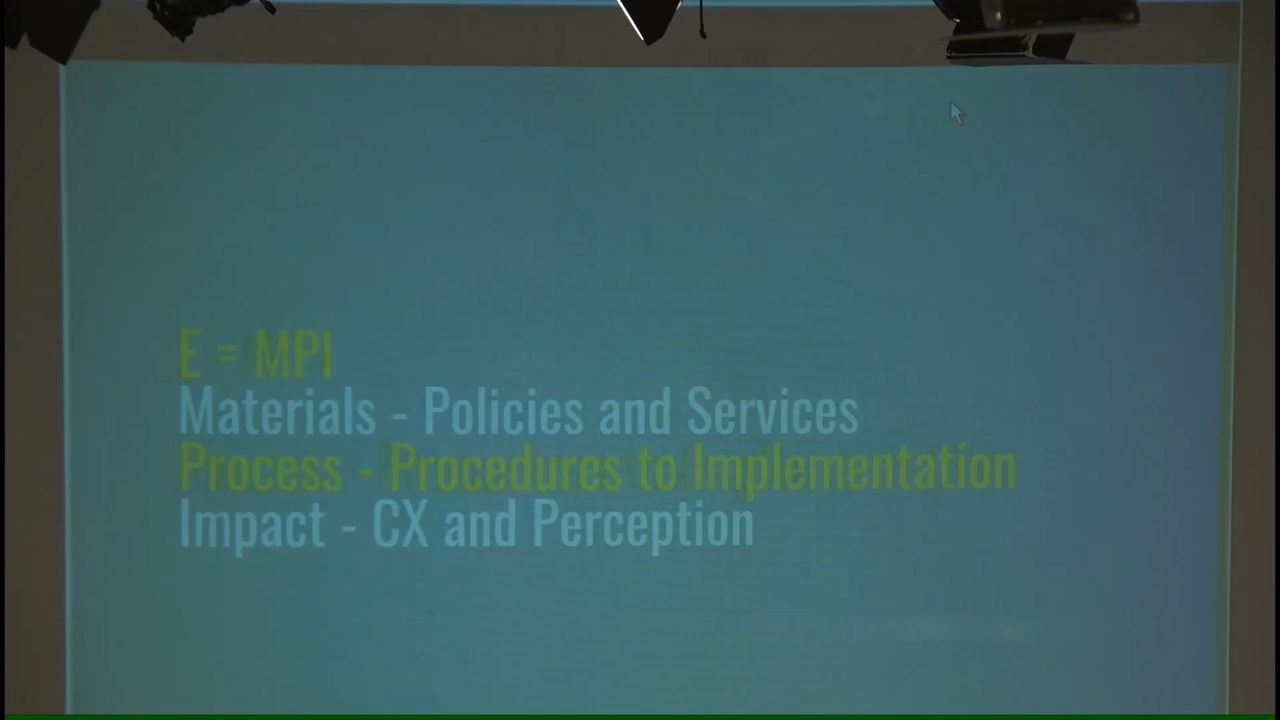 E = MPI
Materials - Policies and Services
Process - Procedures to Implementation
Impact - CX and Perception